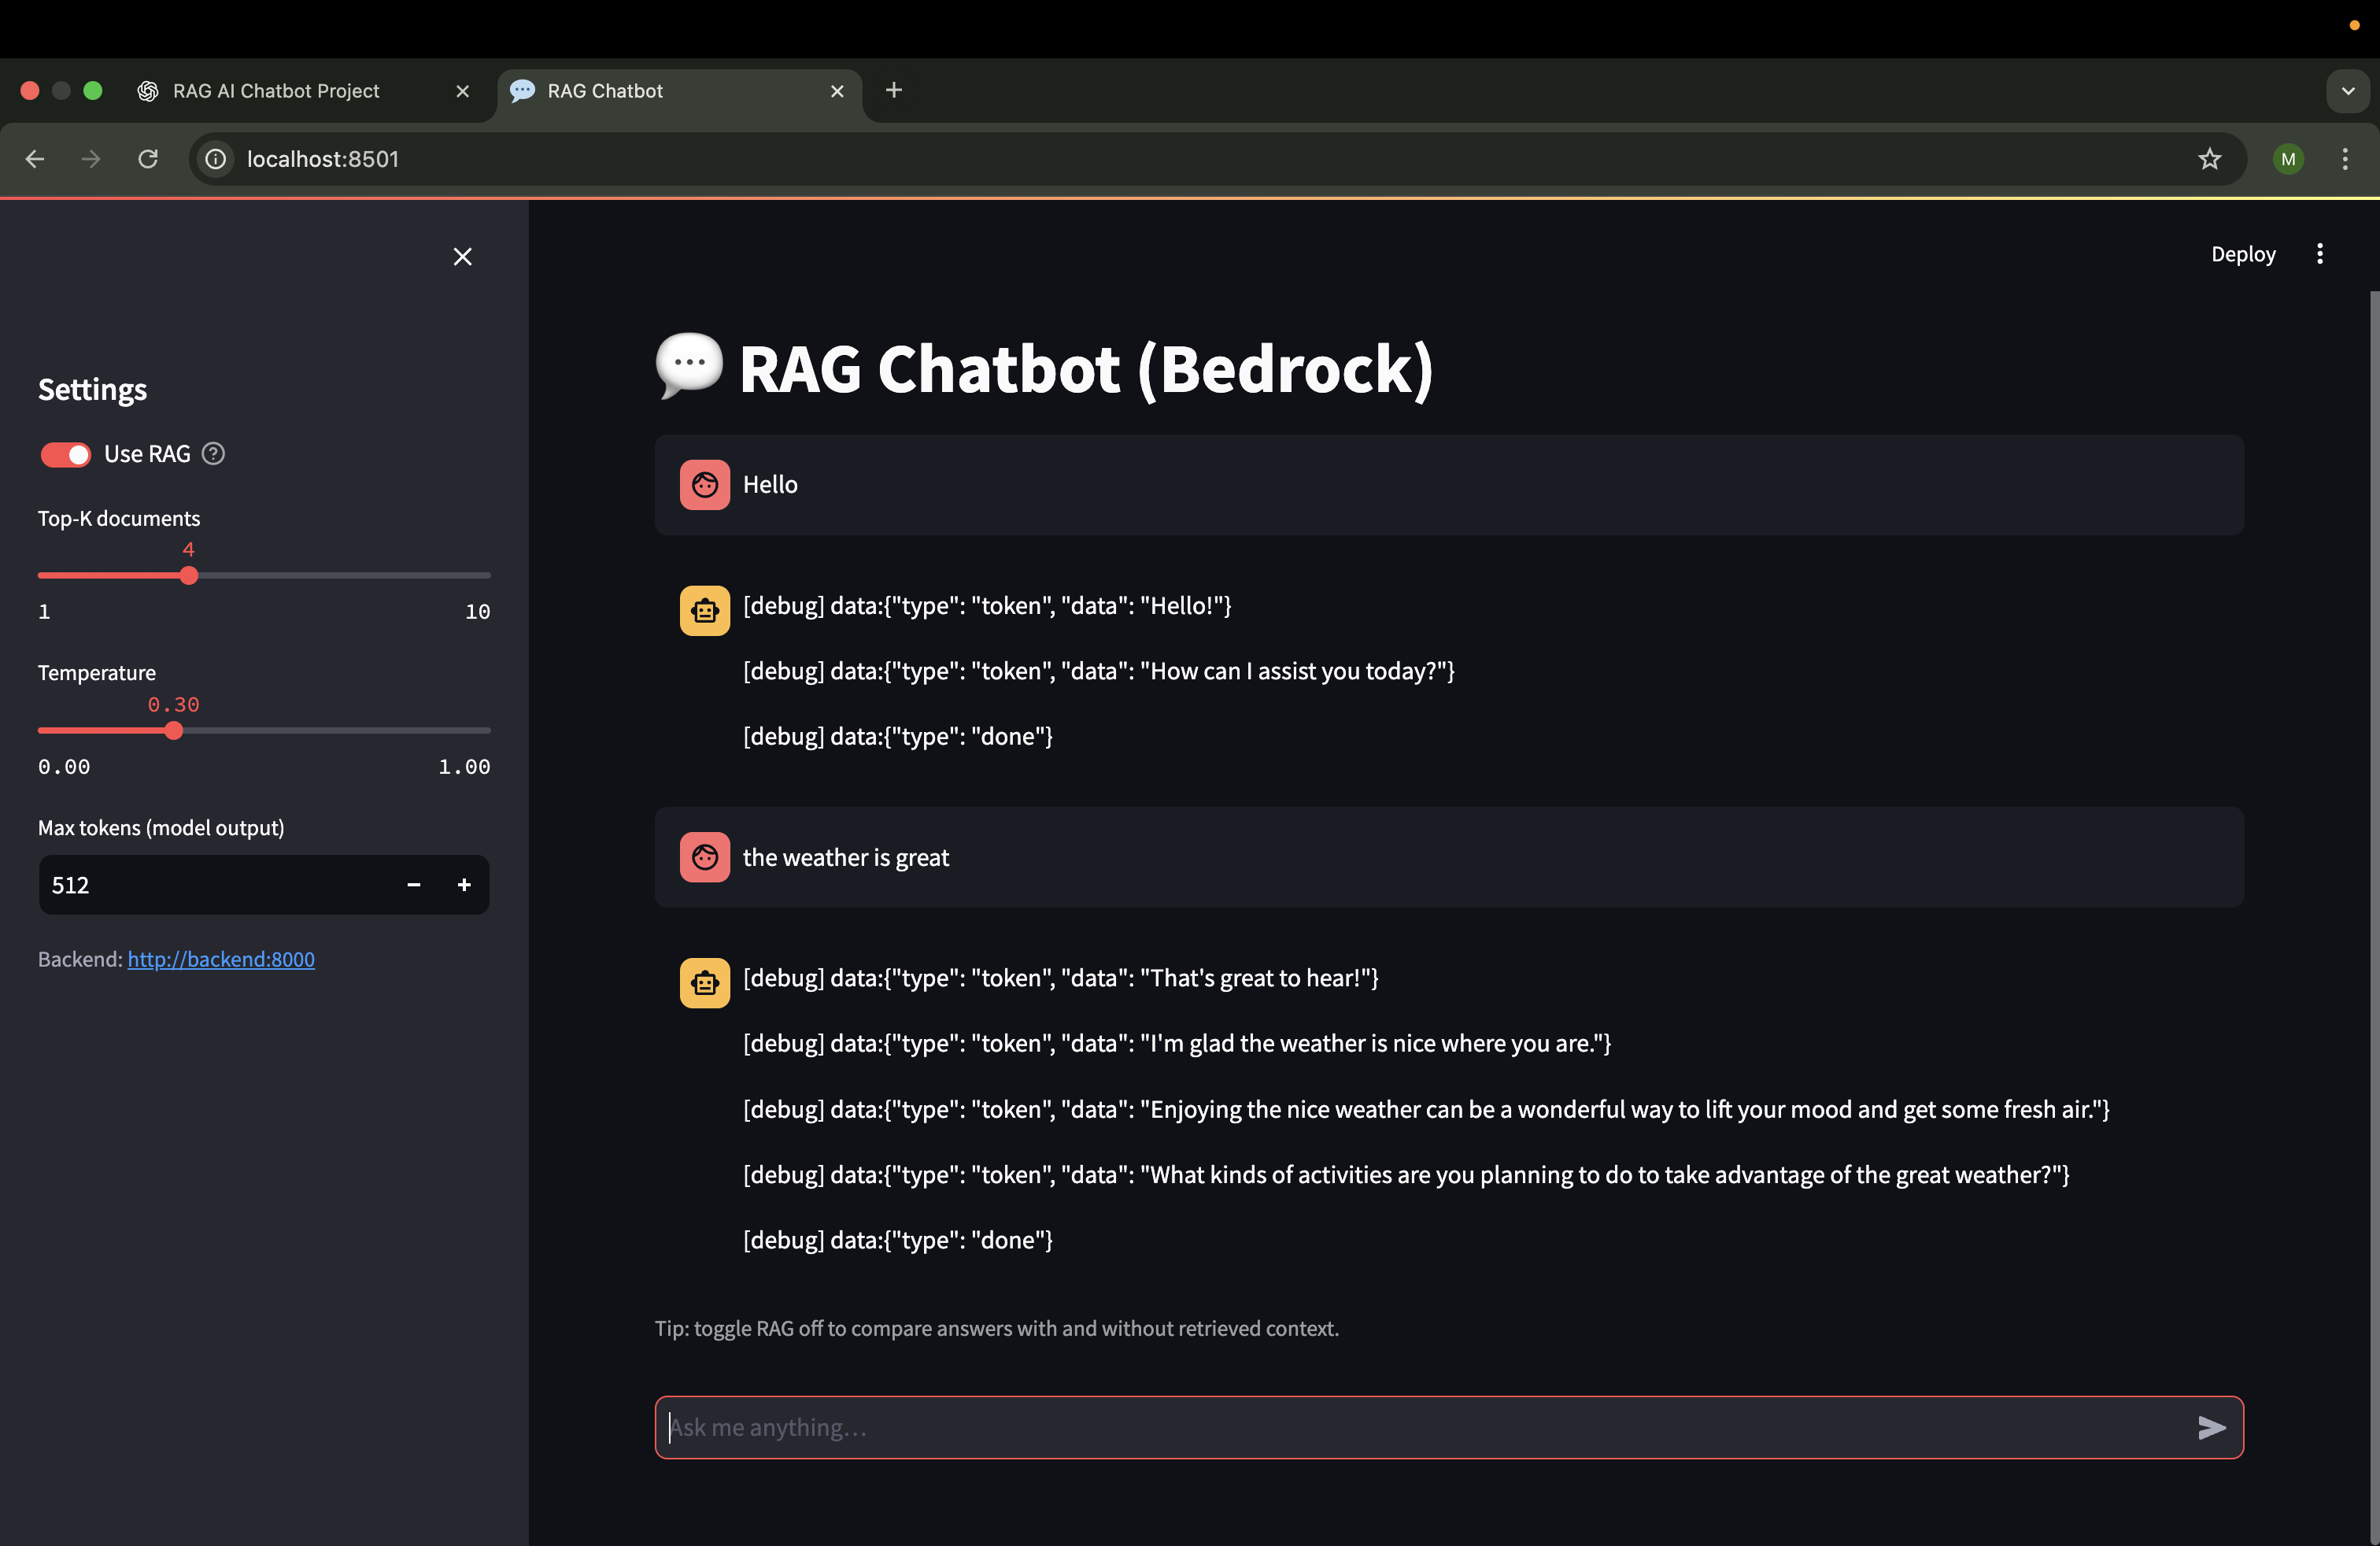 RAG AI Chatbot Project
RAG Chatbot
localhost:8501
M
Deploy
Settings
Use RAG
Top-K documents
4
1 10
Temperature
0.30
0.00 1.00
Max tokens (model output)
512
Backend: http://backend:8000
RAG Chatbot (Bedrock)
Hello
[debug] data:{"type": "token", "data": "Hello!"}
[debug] data:{"type": "token", "data": "How can I assist you today?"}
[debug] data:{"type": "done"}
the weather is great
[debug] data:{"type": "token", "data": "That's great to hear!"}
[debug] data:{"type": "token", "data": "I'm glad the weather is nice where you are."}
[debug] data:{"type": "token", "data": "Enjoying the nice weather can be a wonderful way to lift your mood and get some fresh air."}
[debug] data:{"type": "token", "data": "What kinds of activities are you planning to do to take advantage of the great weather?"}
[debug] data:{"type": "done"}
Tip: toggle RAG off to compare answers with and without retrieved context.
Ask me anything…